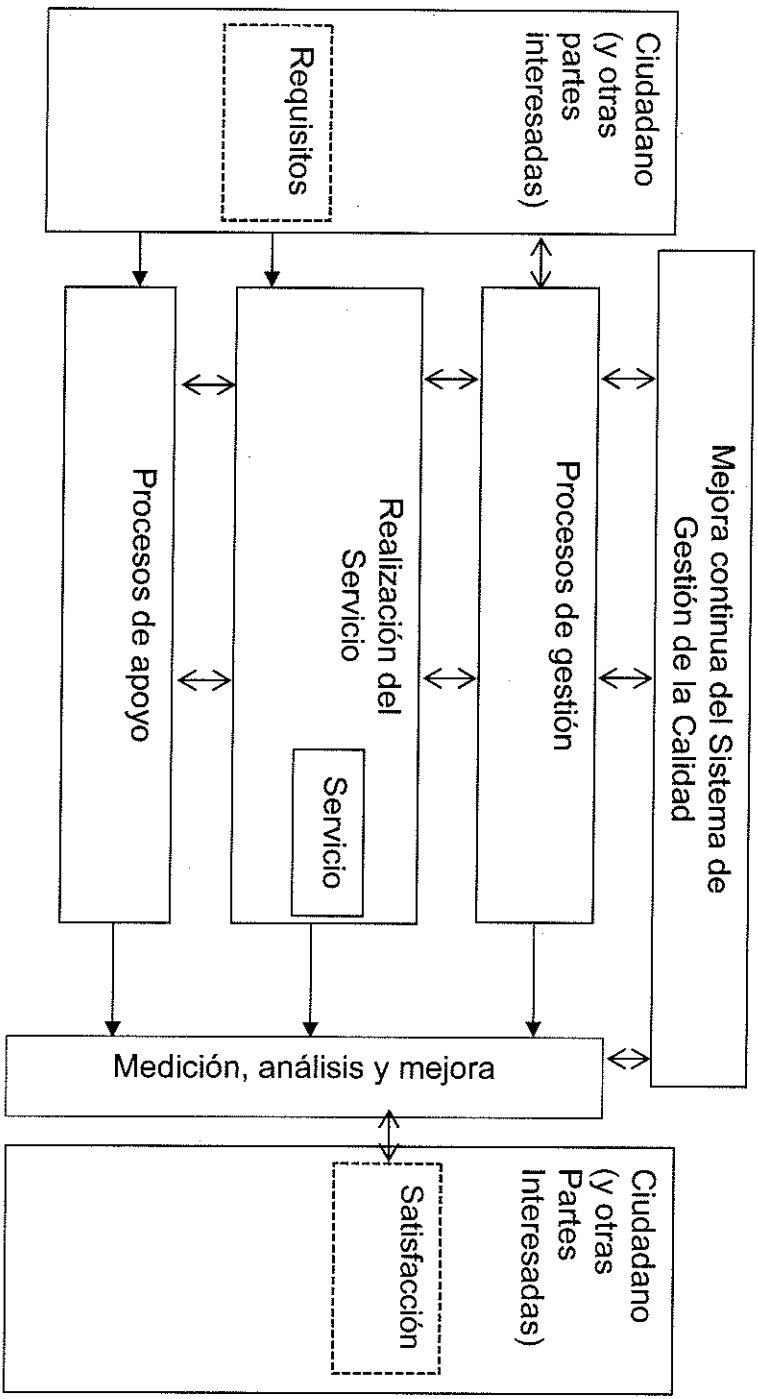 Mejora continua del Sistema de
Gestión de la Calidad
Ciudadano
(y otras
partes
interesadas)
Requisitos
Procesos de gestión
Realización del
Servicio
Servicio
Procesos de apoyo
Medición, análisis y mejora
Ciudadano
(y otras
Partes
Interesadas)
Satisfacción